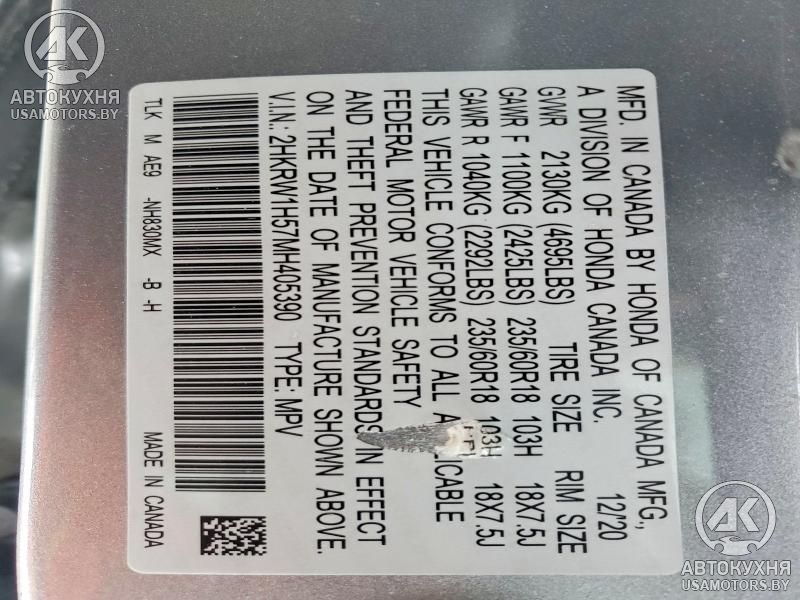 MFD. IN CANADA BY HONDA OF CANADA MFG.,
A DIVISION OF HONDA CANADA INC. 12/'20
GVWR 2130KG (4695LBS) TIRE SIZE RIM SIZE
GAWR F 1100KG (2425LBS) 235/60R18 103H 18X7.5J
GAWR R 1040KG (2292LBS) 235/60R18 103H 18X7.5J
THIS VEHICLE CONFORMS TO ALL
FEDERAL MOTOR VEHICLE SAFETY
AND THEFT PREVENTION STANDARDS IN EFFECT
ON THE DATE OF MANUFACTURE SHOWN ABOVE.
V.I.N.: 2HKRW1H57MH405390 TYPE: MPV
TLK M AE9 -NH830MX -B -H MADE IN CANADA
АК
АВТОКУХНЯ
USAMOTORS.BY
АК
АВТОКУХНЯ
USAMOTORS.BY